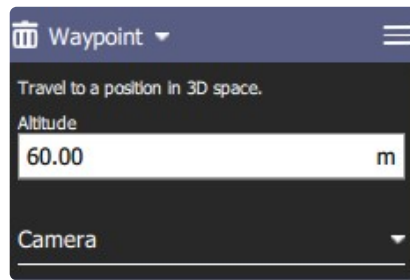 Waypoint
Travel to a position in 3D space.
Altitude
60.00 m
Camera